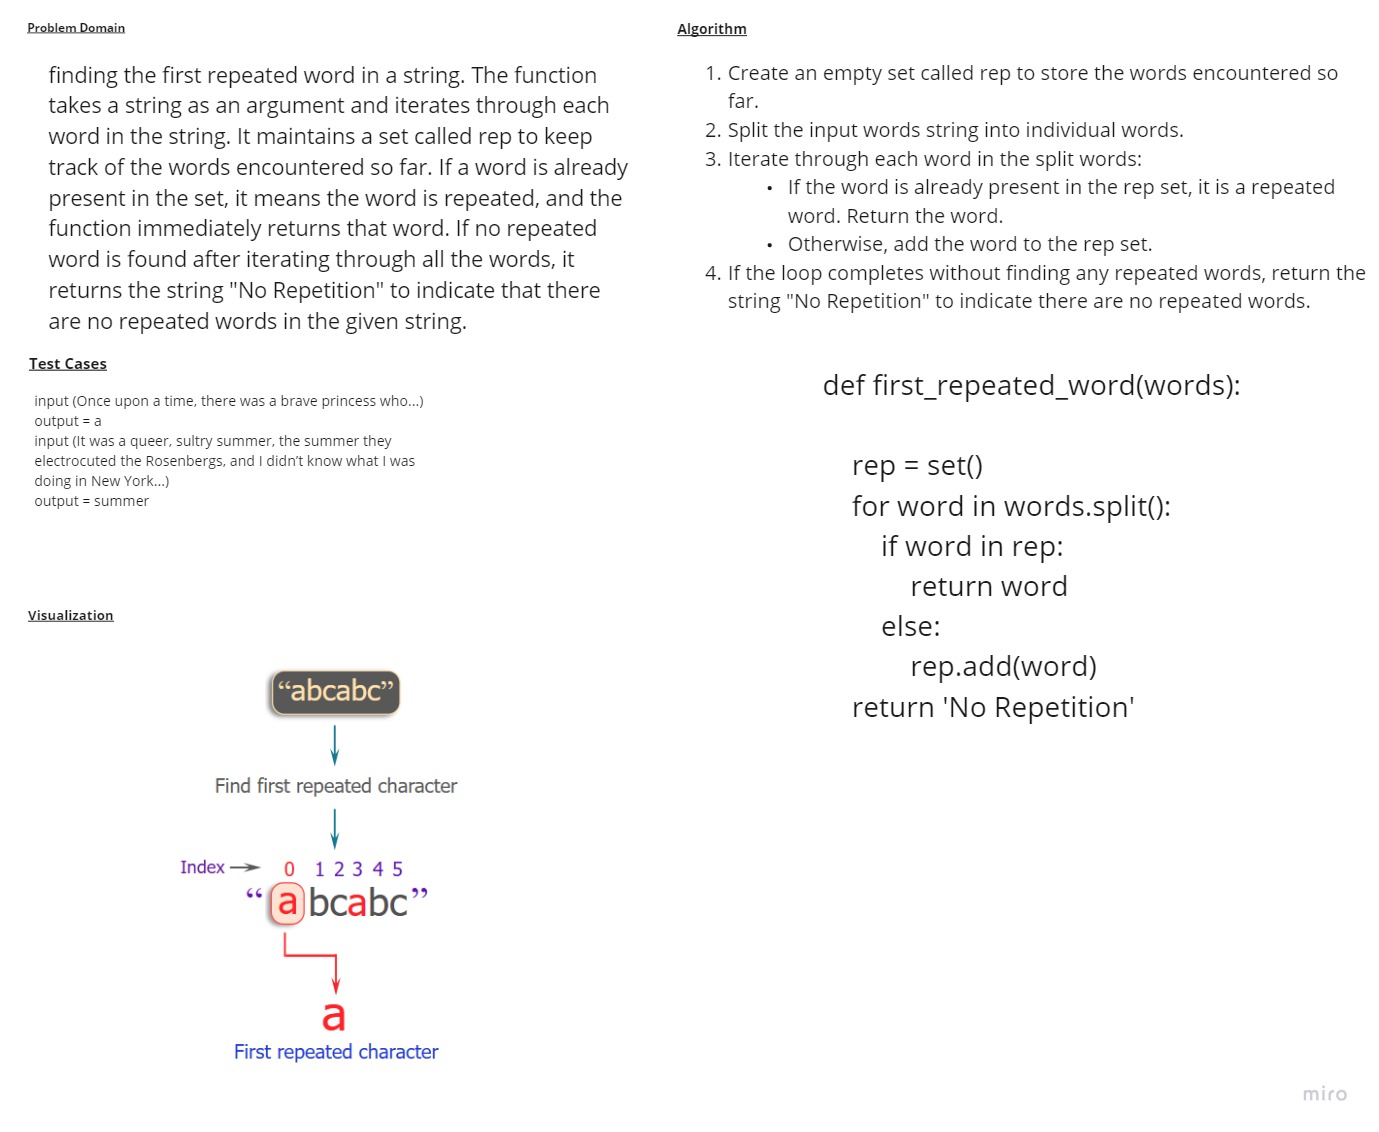 Problem Domain
finding the first repeated word in a string. The function
takes a string as an argument and iterates through each
word in the string. It maintains a set called rep to keep
track of the words encountered so far. If a word is already
present in the set, it means the word is repeated, and the
function immediately returns that word. If no repeated
word is found after iterating through all the words, it
returns the string "No Repetition" to indicate that there
are no repeated words in the given string.
Test Cases
input (Once upon a time, there was a brave princess who...)
output = a
input (It was a queer, sultry summer, the summer they
electrocuted the Rosenbergs, and I didn’t know what I was
doing in New York...)
output = summer
Visualization
“abcabc”
Find first repeated character
Index 0 1 2 3 4 5
“abcabc”
a
First repeated character
Algorithm
1. Create an empty set called rep to store the words encountered so
far.
2. Split the input words string into individual words.
3. Iterate through each word in the split words:
• If the word is already present in the rep set, it is a repeated
word. Return the word.
• Otherwise, add the word to the rep set.
4. If the loop completes without finding any repeated words, return the
string "No Repetition" to indicate there are no repeated words.
def first_repeated_word(words):
rep = set()
for word in words.split():
if word in rep:
return word
else:
rep.add(word)
return 'No Repetition'
miro